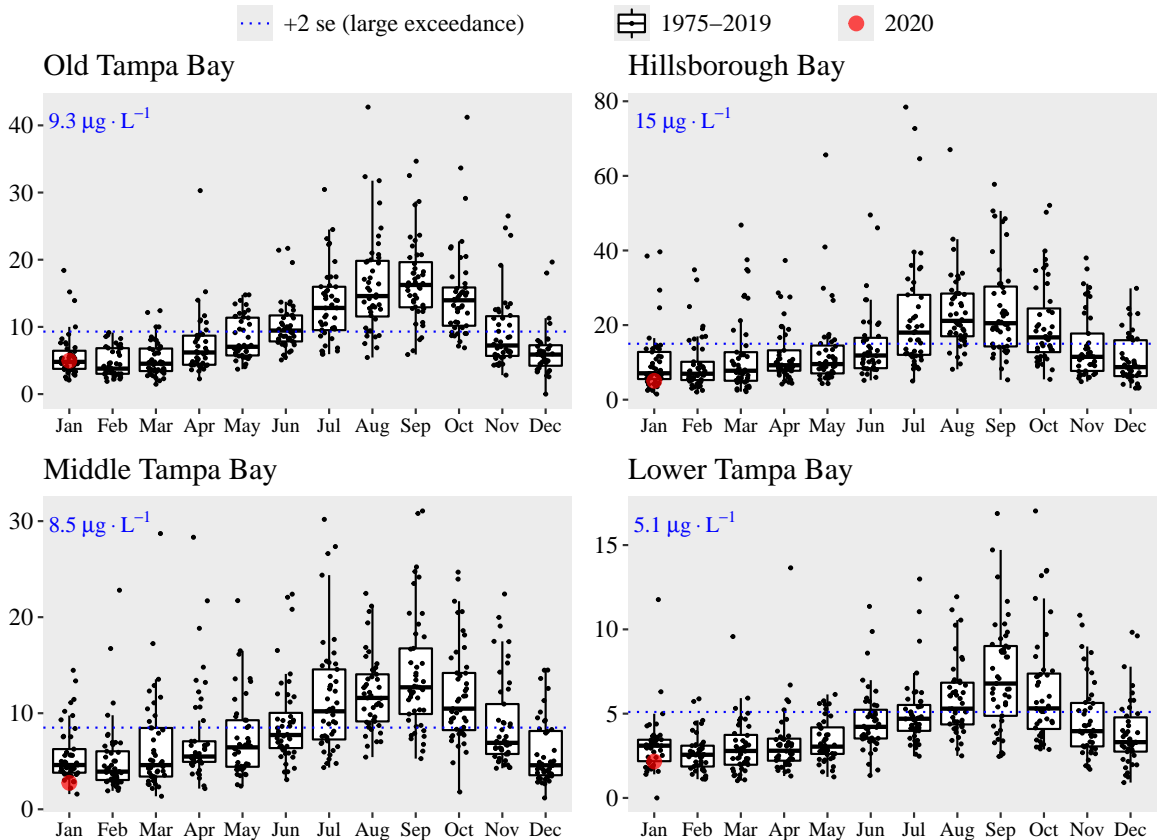 +2 se (large exceedance) 1975–2019 2020
Old Tampa Bay
9.3 µg · L⁻¹
40
30
20
10
0
Jan Feb Mar Apr May Jun Jul Aug Sep Oct Nov Dec
Hillsborough Bay
15 µg · L⁻¹
80
60
40
20
0
Jan Feb Mar Apr May Jun Jul Aug Sep Oct Nov Dec
Middle Tampa Bay
8.5 µg · L⁻¹
30
20
10
0
Jan Feb Mar Apr May Jun Jul Aug Sep Oct Nov Dec
Lower Tampa Bay
5.1 µg · L⁻¹
15
10
5
0
Jan Feb Mar Apr May Jun Jul Aug Sep Oct Nov Dec